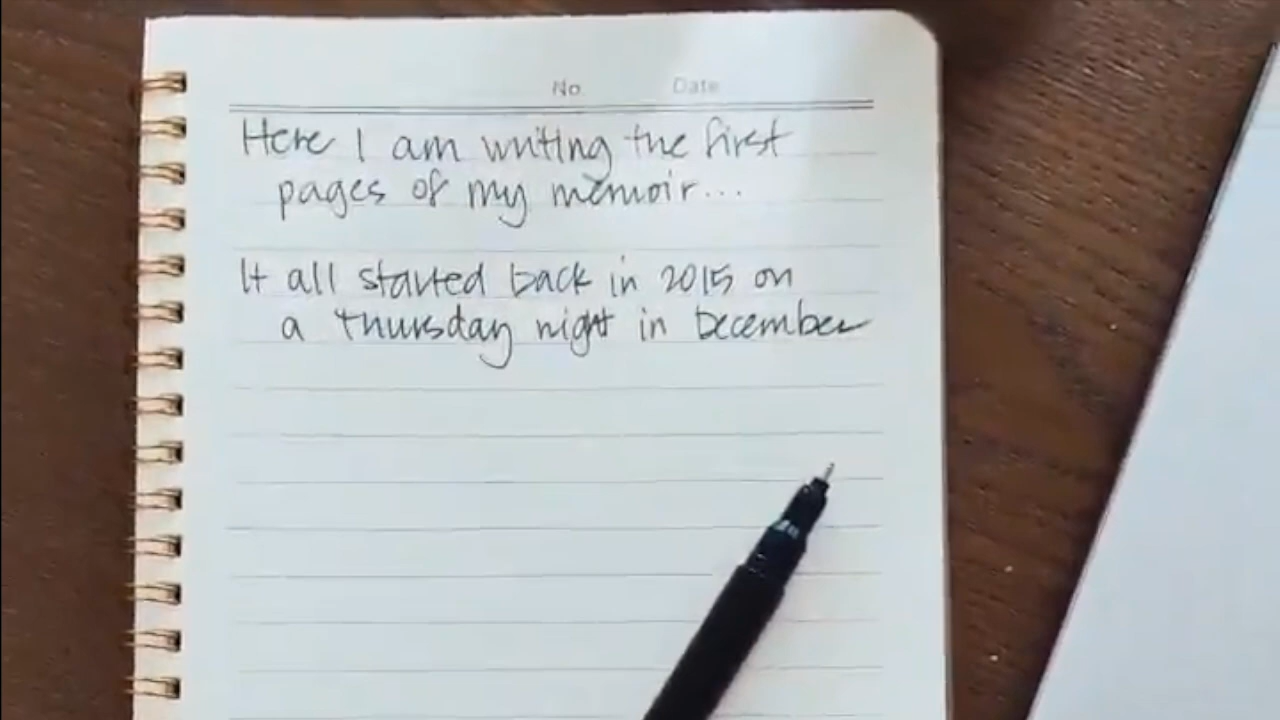 No. Date
Here I am writing the first
pages of my memoir...
It all started back in 2015 on
a Thursday night in December